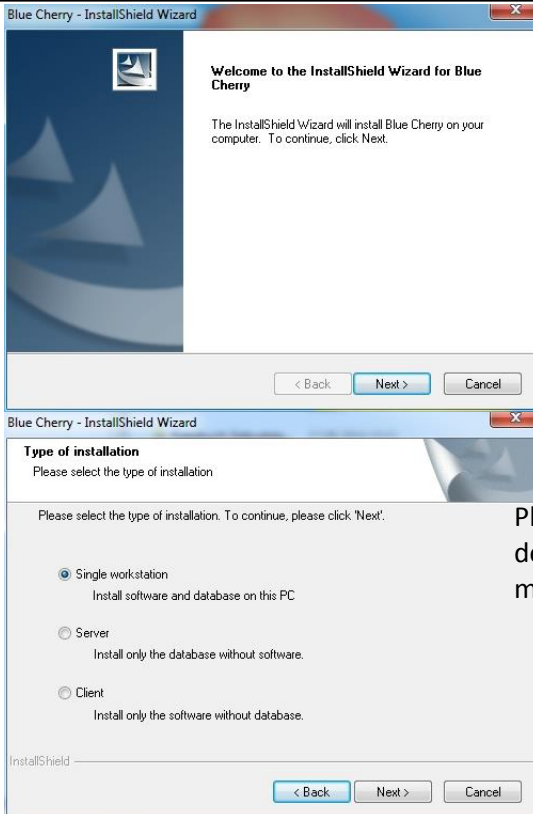 Blue Cherry - InstallShield Wizard
Welcome to the InstallShield Wizard for Blue
Cherry
The InstallShield Wizard will install Blue Cherry on your
computer. To continue, click Next.
< Back
Next >
Cancel
Blue Cherry - InstallShield Wizard
Type of installation
Please select the type of installation
Please select the type of installation. To continue, please click 'Next'.
Single workstation
Install software and database on this PC
Server
Install only the database without software.
Client
Install only the software without database.
InstallShield
< Back
Next >
Cancel